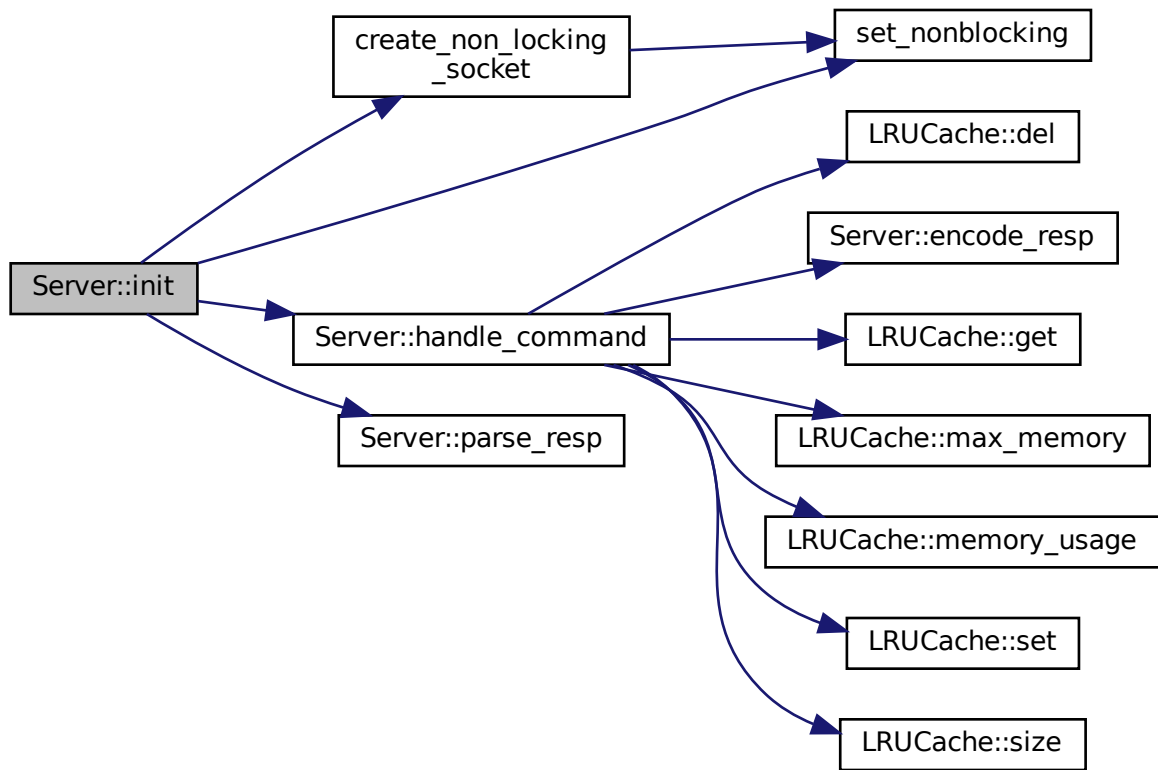 create_non_locking
_socket
set_nonblocking
LRUCache::del
Server::encode_resp
Server::init
Server::handle_command
LRUCache::get
Server::parse_resp
LRUCache::max_memory
LRUCache::memory_usage
LRUCache::set
LRUCache::size